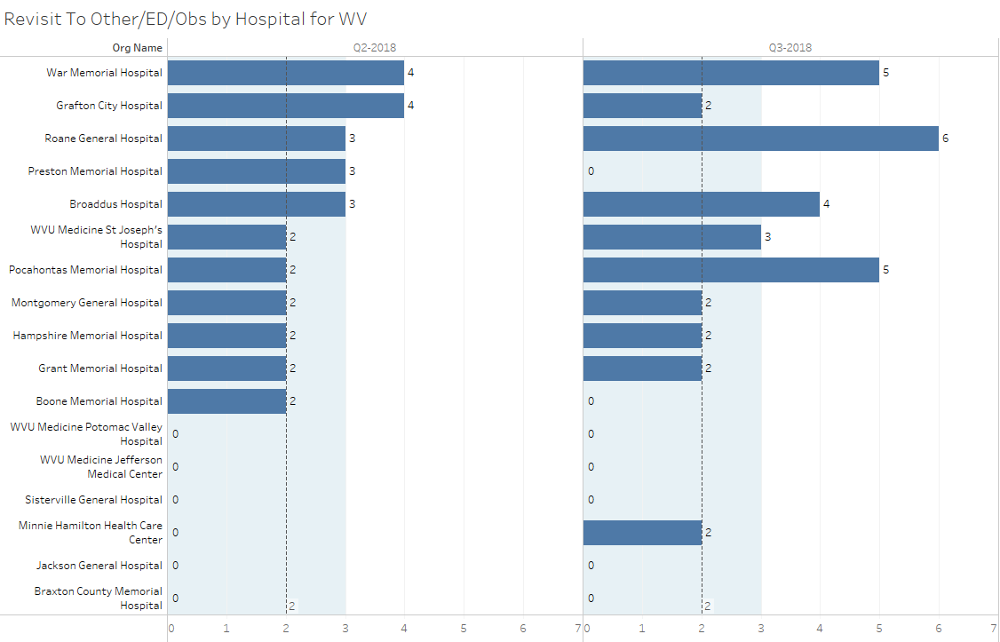 Revisit To Other/ED/Obs by Hospital for WV
Org Name Q2-2018 Q3-2018
War Memorial Hospital 4 5
Grafton City Hospital 4 2
Roane General Hospital 3 6
Preston Memorial Hospital 3 0
Broaddus Hospital 3 4
WVU Medicine St Joseph's
Hospital 2 3
Pocahontas Memorial Hospital 2 5
Montgomery General Hospital 2 2
Hampshire Memorial Hospital 2 2
Grant Memorial Hospital 2 2
Boone Memorial Hospital 2 0
WVU Medicine Potomac Valley
Hospital 0 0
WVU Medicine Jefferson
Medical Center 0 0
Sisterville General Hospital 0 0
Minnie Hamilton Health Care
Center 0 2
Jackson General Hospital 0 0
Braxton County Memorial
Hospital 0 0
2 2
0 1 2 3 4 5 6 7 0 1 2 3 4 5 6 7